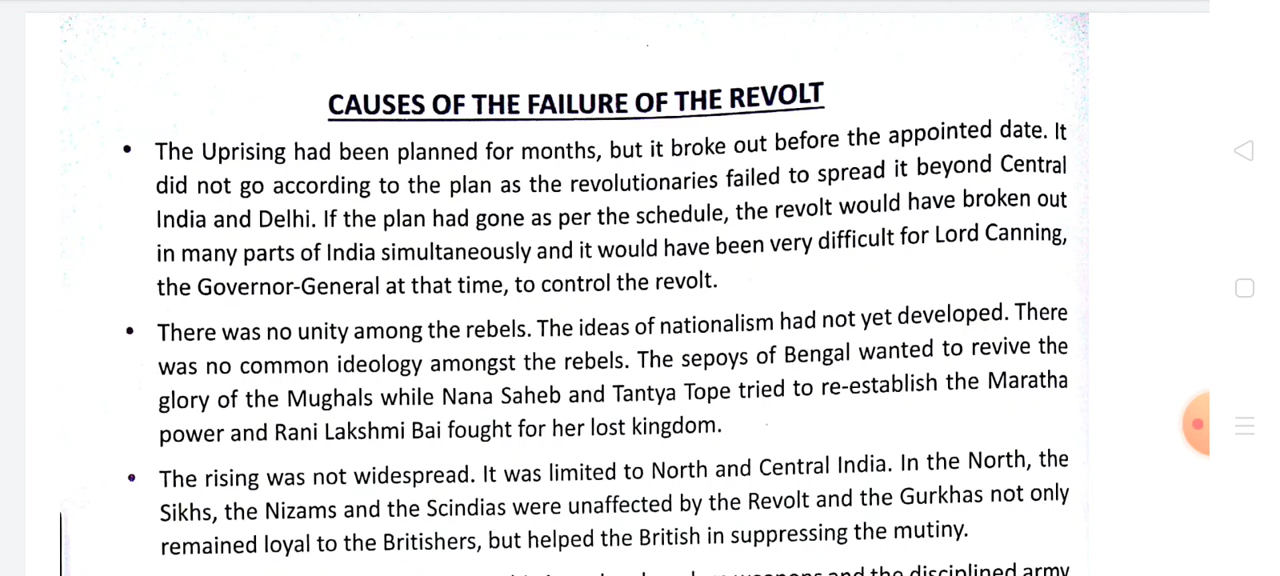 CAUSES OF THE FAILURE OF THE REVOLT
• The Uprising had been planned for months, but it broke out before the appointed date. It
did not go according to the plan as the revolutionaries failed to spread it beyond Central
India and Delhi. If the plan had gone as per the schedule, the revolt would have broken out
in many parts of India simultaneously and it would have been very difficult for Lord Canning,
the Governor-General at that time, to control the revolt.
• There was no unity among the rebels. The ideas of nationalism had not yet developed. There
was no common ideology amongst the rebels. The sepoys of Bengal wanted to revive the
glory of the Mughals while Nana Saheb and Tantya Tope tried to re-establish the Maratha
power and Rani Lakshmi Bai fought for her lost kingdom.
• The rising was not widespread. It was limited to North and Central India. In the North, the
Sikhs, the Nizams and the Scindias were unaffected by the Revolt and the Gurkhas not only
remained loyal to the Britishers, but helped the British in suppressing the mutiny.
and the disciplined army